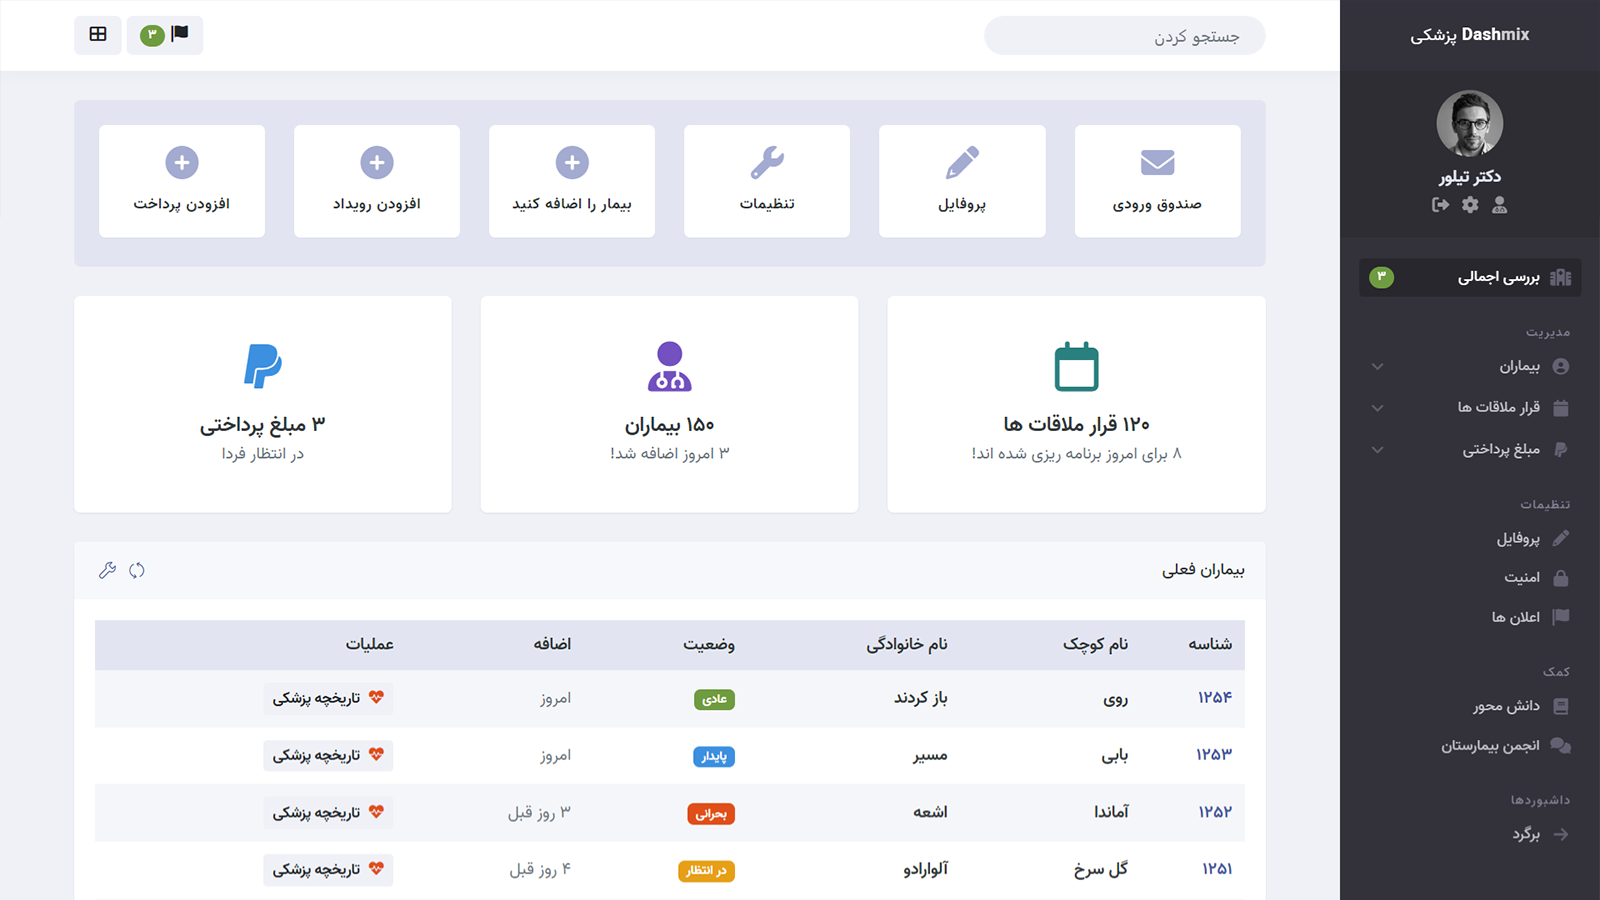 Dashmix پزشکی
دکتر تیلور
بررسی اجمالی ۳
مدیریت
بیماران
قرار ملاقات ها
مبلغ پرداختی
تنظیمات
پروفایل
امنیت
اعلان ها
کمک
دانش محور
انجمن بیمارستان
داشبوردها
برگرد
جستجو کردن
۳
صندوق ورودی
پروفایل
تنظیمات
بیمار را اضافه کنید
افزودن رویداد
افزودن پرداخت
۱۲۰ قرار ملاقات ها
۸ برای امروز برنامه ریزی شده اند!
۱۵۰ بیماران
۳ امروز اضافه شد!
۳ مبلغ پرداختی
در انتظار فردا
بیماران فعلی
شناسه نام کوچک نام خانوادگی وضعیت اضافه عملیات
۱۲۵۴ روی باز کردند عادی امروز تاریخچه پزشکی
۱۲۵۳ بابی مسیر پایدار امروز تاریخچه پزشکی
۱۲۵۲ آماندا اشعه بحرانی ۳ روز قبل تاریخچه پزشکی
۱۲۵۱ گل سرخ آلوارادو در انتظار ۴ روز قبل تاریخچه پزشکی